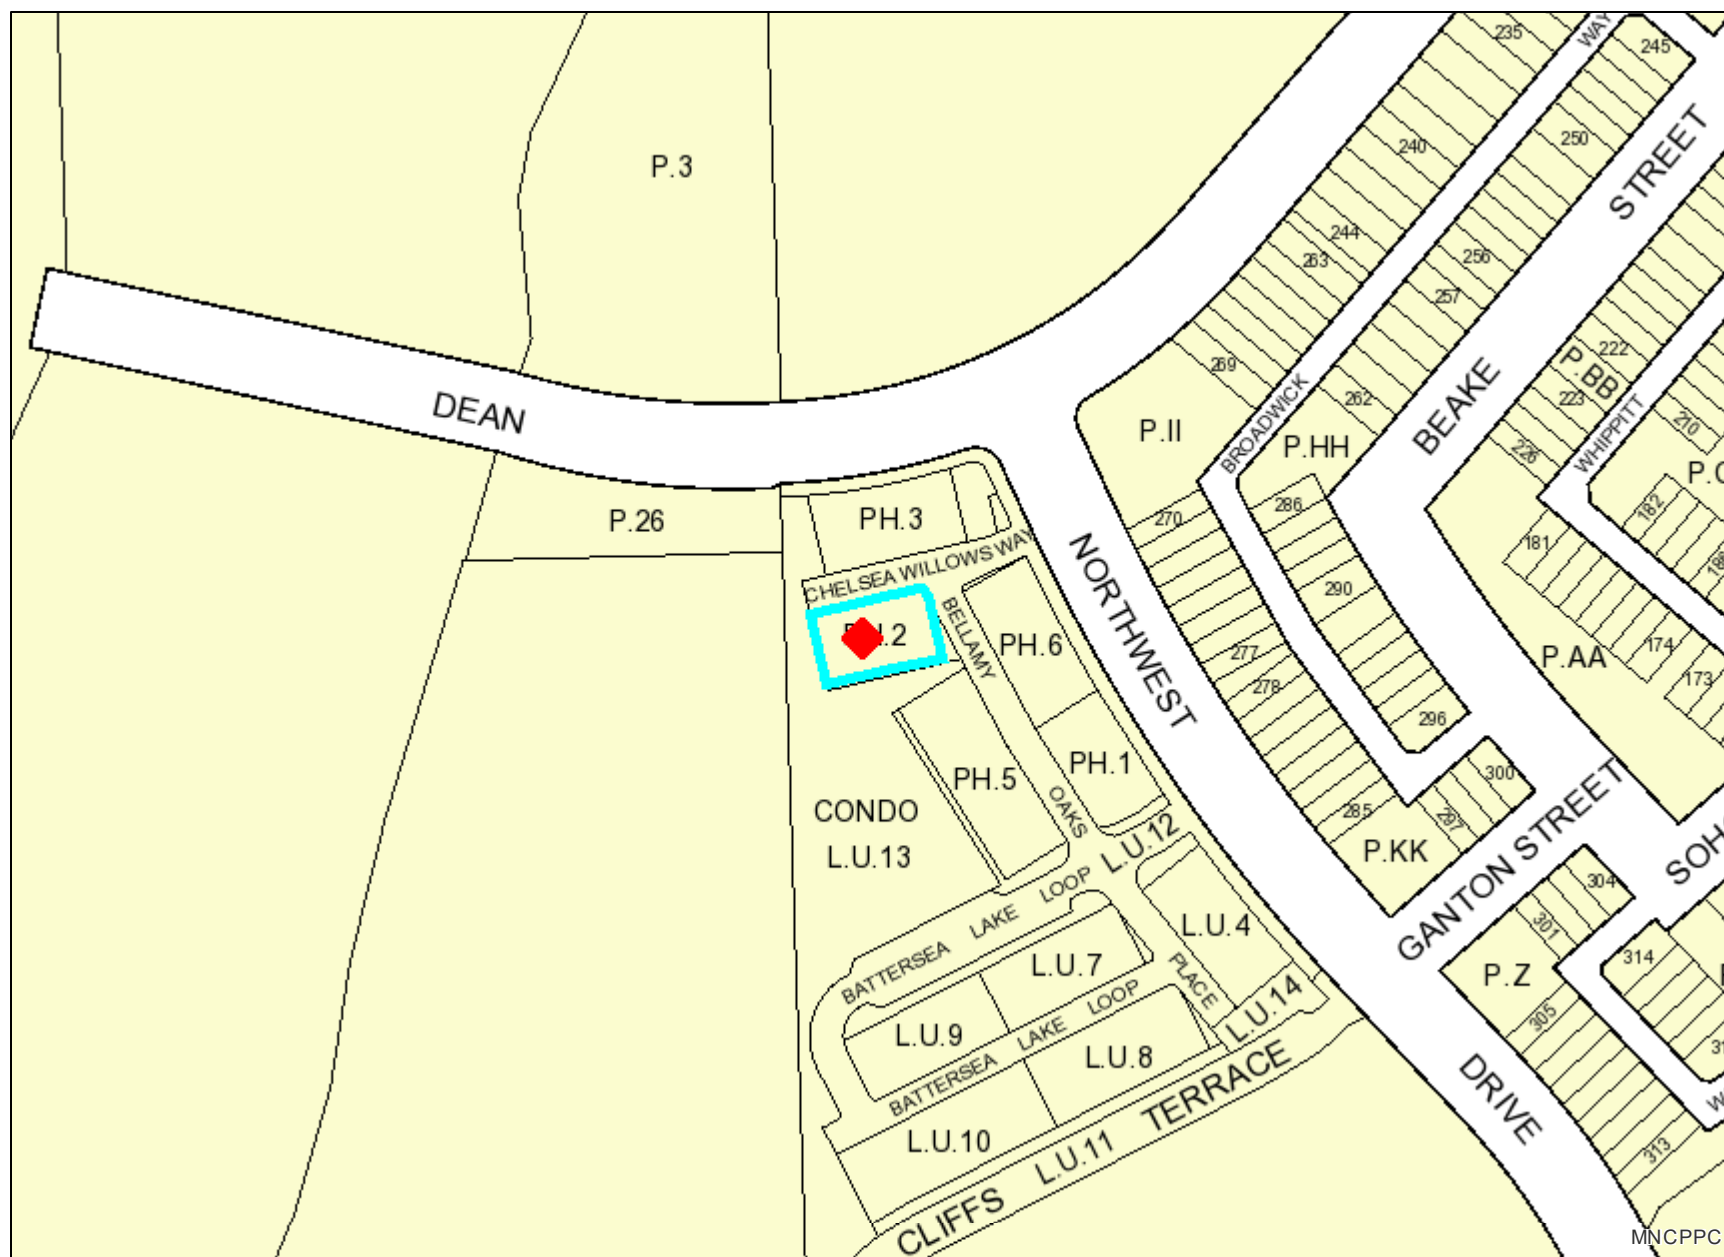 235
WAY
245
240
250
STREET
P.3
244
263
256
257
222
P.BB
223
269
262
BEAKE
DEAN
BROADWICK
WHIPPITT
210
P.II
P.HH
226
182
PH.3
P.26
270
286
181
CHELSEA WILLOWS WAY
NORTHWEST
290
BELLAMY
PH.6
277
278
174
P.AA
173
296
PH.1
PH.5
300
OAKS
285
297
CONDO
L.U.13
L.U.12
P.KK
GANTON STREET
304
301
BATTERSEA LAKE LOOP
L.U.4
L.U.7
314
P.Z
PLACE
L.U.14
305
L.U.9
BATTERSEA LAKE LOOP
L.U.8
DRIVE
TERRACE
L.U.10
L.U.11
313
CLIFFS
MNCPPC